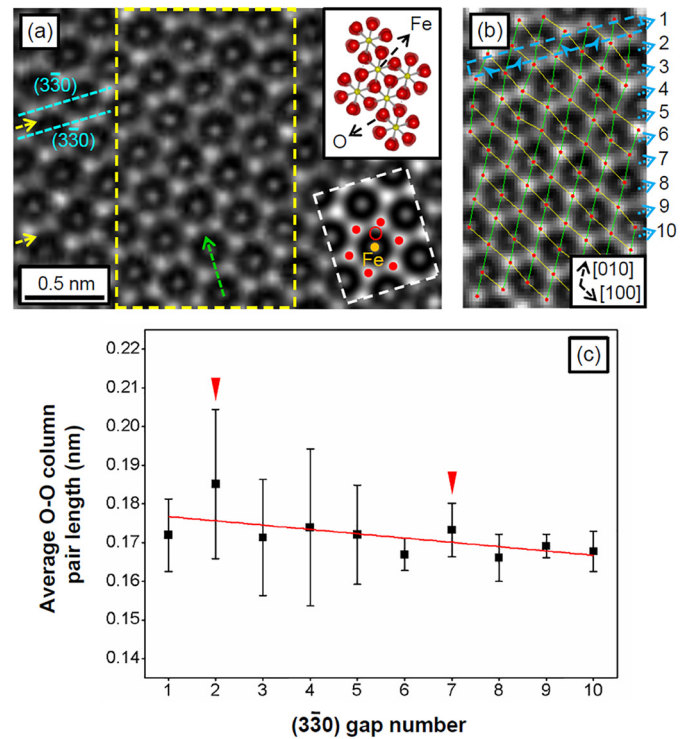 (a)
Fe
O
(33̄0)
(33̄0)
O
Fe
0.5 nm
(b)
1
2
3
4
5
6
7
8
9
10
[010]
[100]
(c)
0.22
0.21
0.20
0.19
0.18
0.17
0.16
0.15
0.14
Average O-O column
pair length (nm)
1 2 3 4 5 6 7 8 9 10
(33̄0) gap number